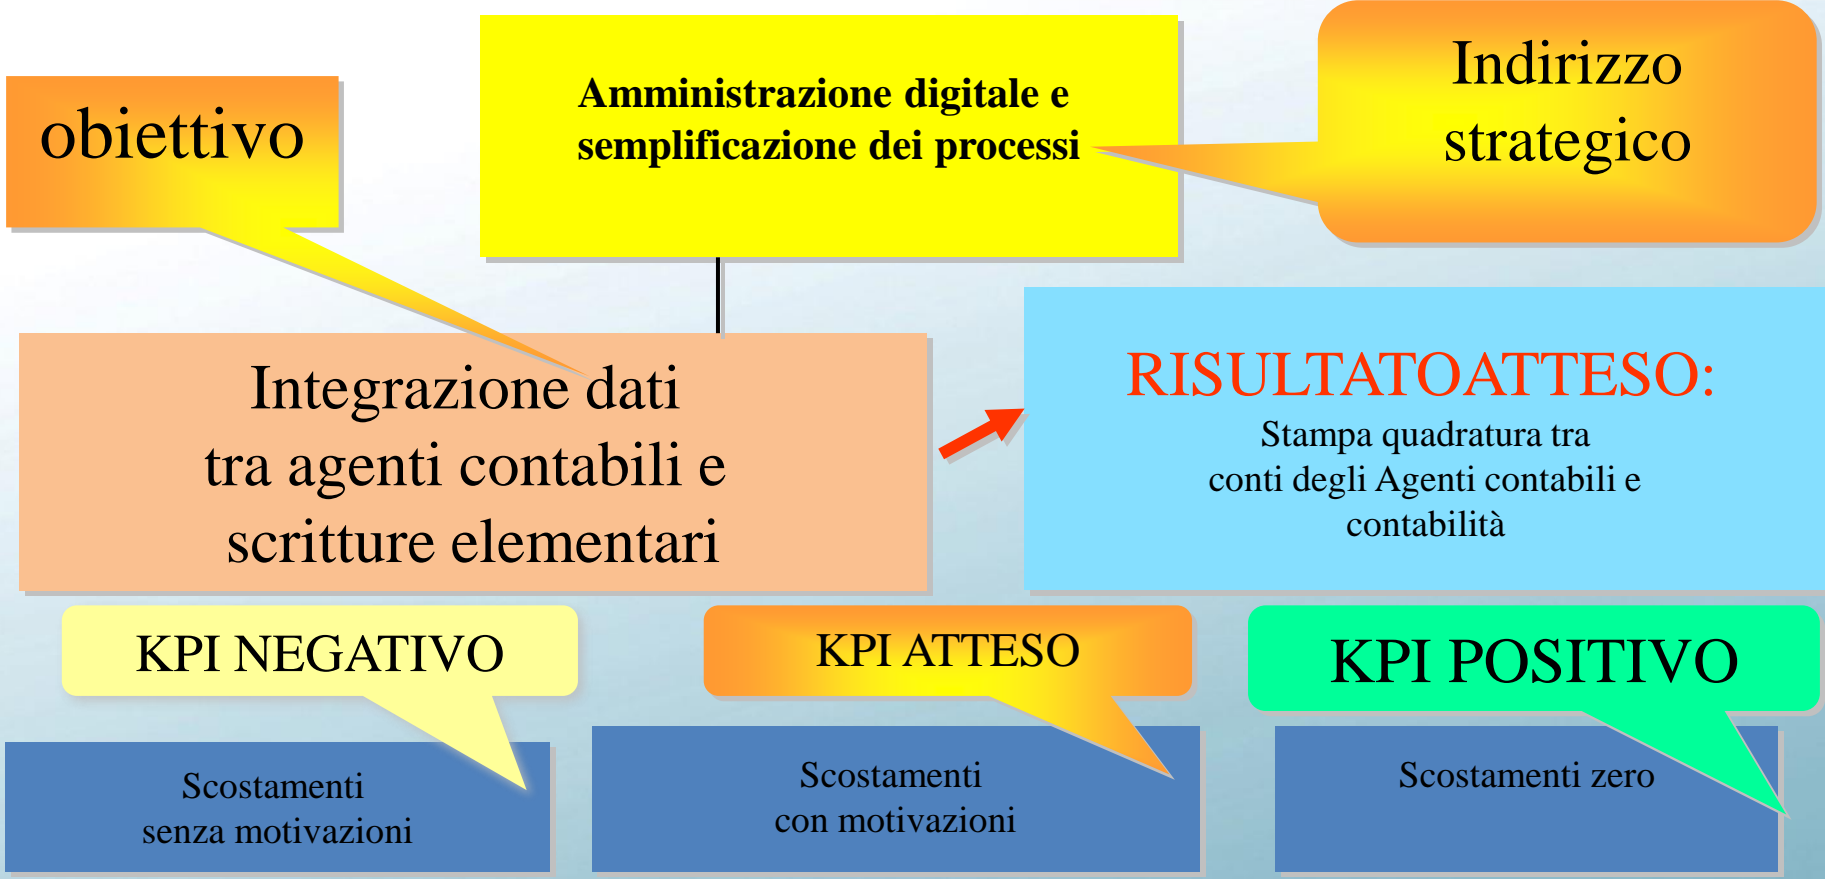 obiettivo
Amministrazione digitale e
semplificazione dei processi
Indirizzo
strategico
Integrazione dati
tra agenti contabili e
scritture elementari
RISULTATOATTESO:
Stampa quadratura tra
conti degli Agenti contabili e
contabilità
KPI NEGATIVO
KPI ATTESO
KPI POSITIVO
Scostamenti
senza motivazioni
Scostamenti
con motivazioni
Scostamenti zero